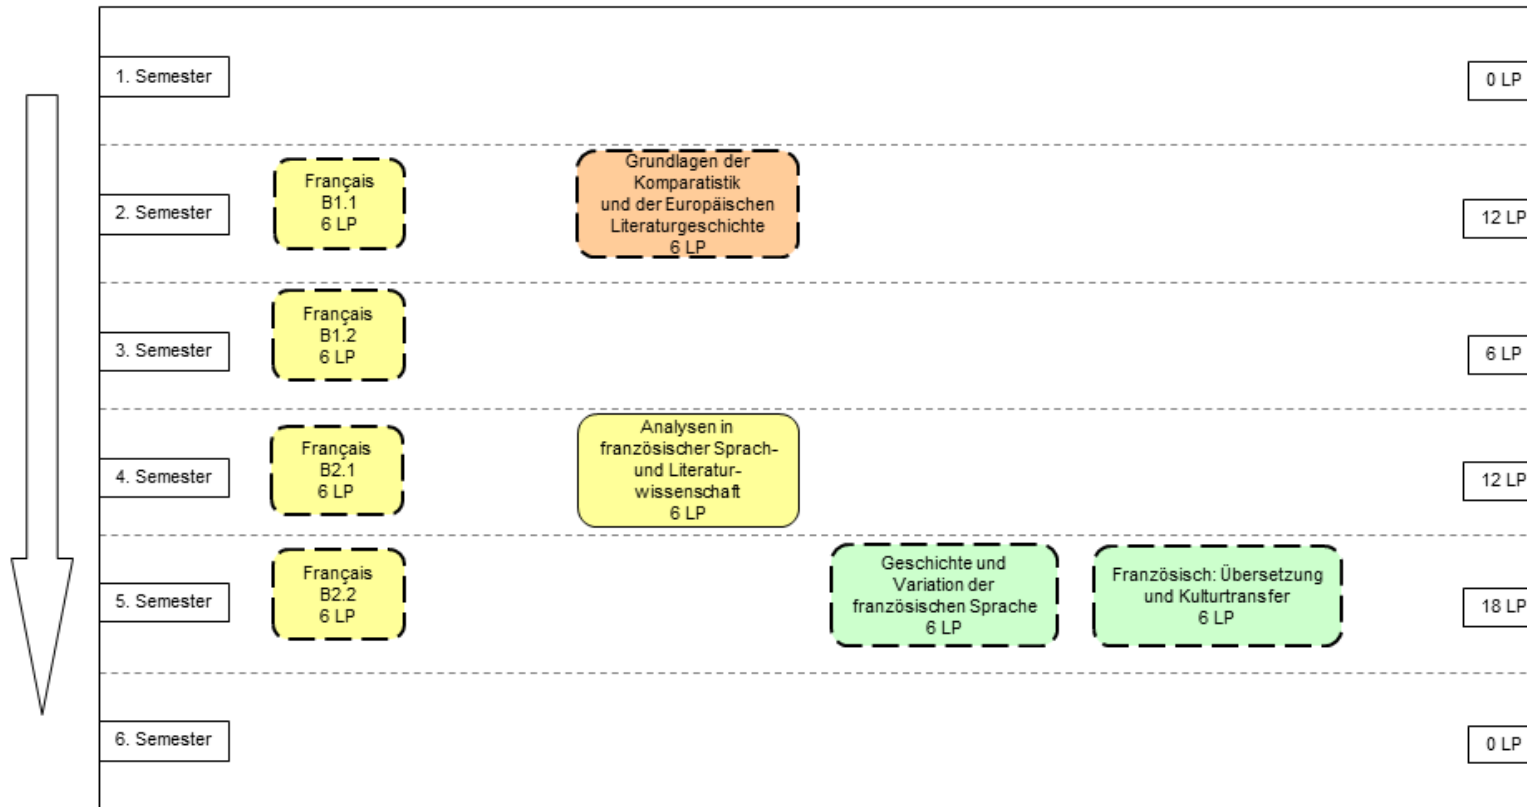 1. Semester
0 LP
2. Semester
Français
B1.1
6 LP
Grundlagen der
Komparatistik
und der Europäischen
Literaturgeschichte
6 LP
12 LP
3. Semester
Français
B1.2
6 LP
6 LP
4. Semester
Français
B2.1
6 LP
Analysen in
französischer Sprach-
und Literatur-
wissenschaft
6 LP
12 LP
5. Semester
Français
B2.2
6 LP
Geschichte und
Variation der
französischen Sprache
6 LP
Französisch: Übersetzung
und Kulturtransfer
6 LP
18 LP
6. Semester
0 LP